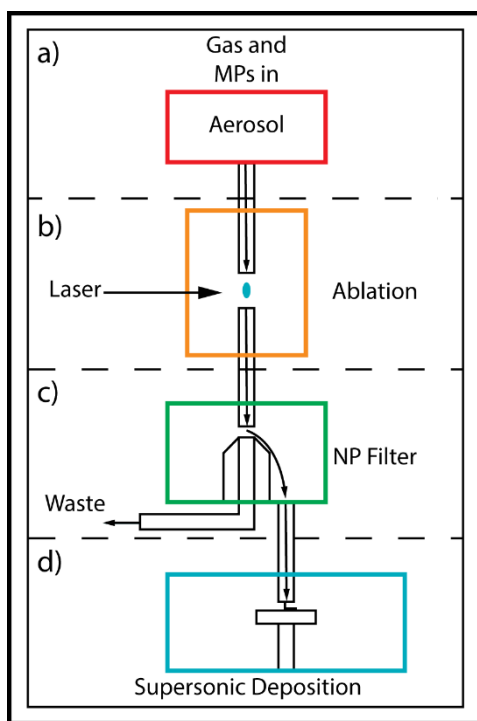 a)
Gas and
MPs in
Aerosol
b)
Laser
Ablation
c)
NP Filter
Waste
d)
Supersonic Deposition